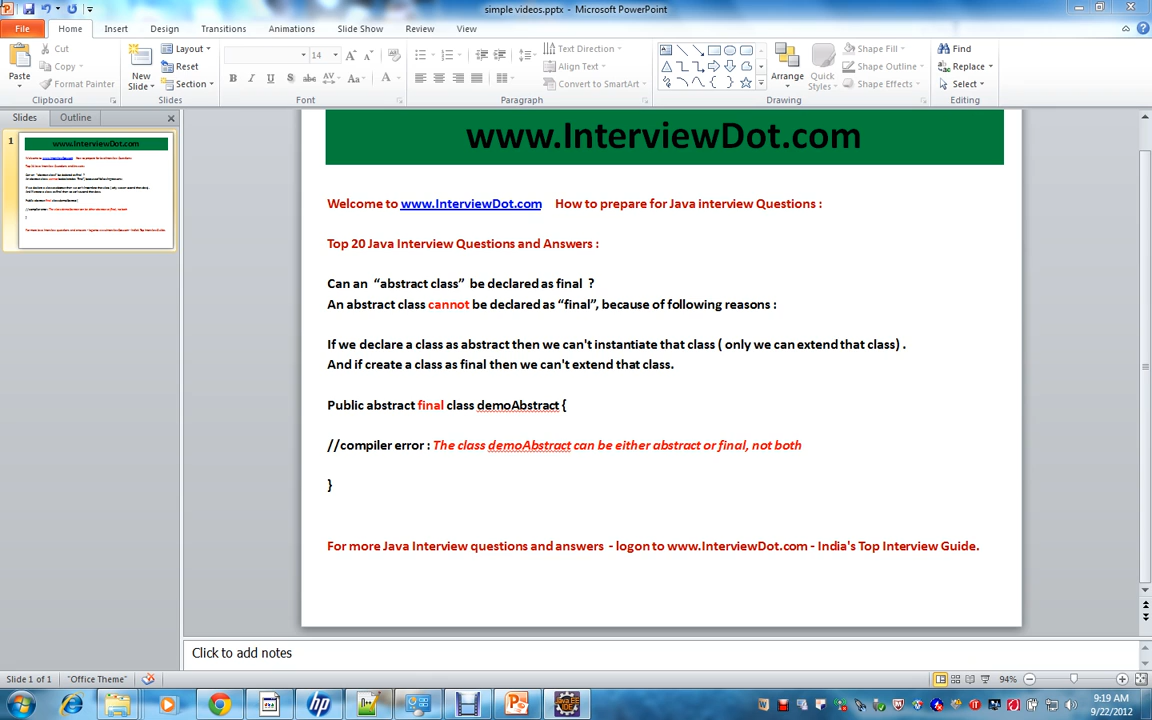 simple videos.pptx - Microsoft PowerPoint
File Home Insert Design Transitions Animations Slide Show Review View
Paste Cut Copy Format Painter Clipboard
New Slide Layout Reset Section Slides
14 Font
Text Direction Align Text Convert to SmartArt Paragraph
Arrange Quick Styles Shape Fill Shape Outline Shape Effects Drawing
Find Replace Select Editing
Slides Outline
1
www.InterviewDot.com
www.InterviewDot.com
Welcome to www.InterviewDot.com How to prepare for Java interview Questions :
Top 20 Java Interview Questions and Answers :
Can an “abstract class” be declared as final ?
An abstract class cannot be declared as “final”, because of following reasons :
If we declare a class as abstract then we can't instantiate that class ( only we can extend that class) .
And if create a class as final then we can't extend that class.
Public abstract final class demoAbstract {
//compiler error : The class demoAbstract can be either abstract or final, not both
}
For more Java Interview questions and answers - logon to www.InterviewDot.com - India's Top Interview Guide.
Click to add notes
Slide 1 of 1 "Office Theme" 94%
9:19 AM
9/22/2012